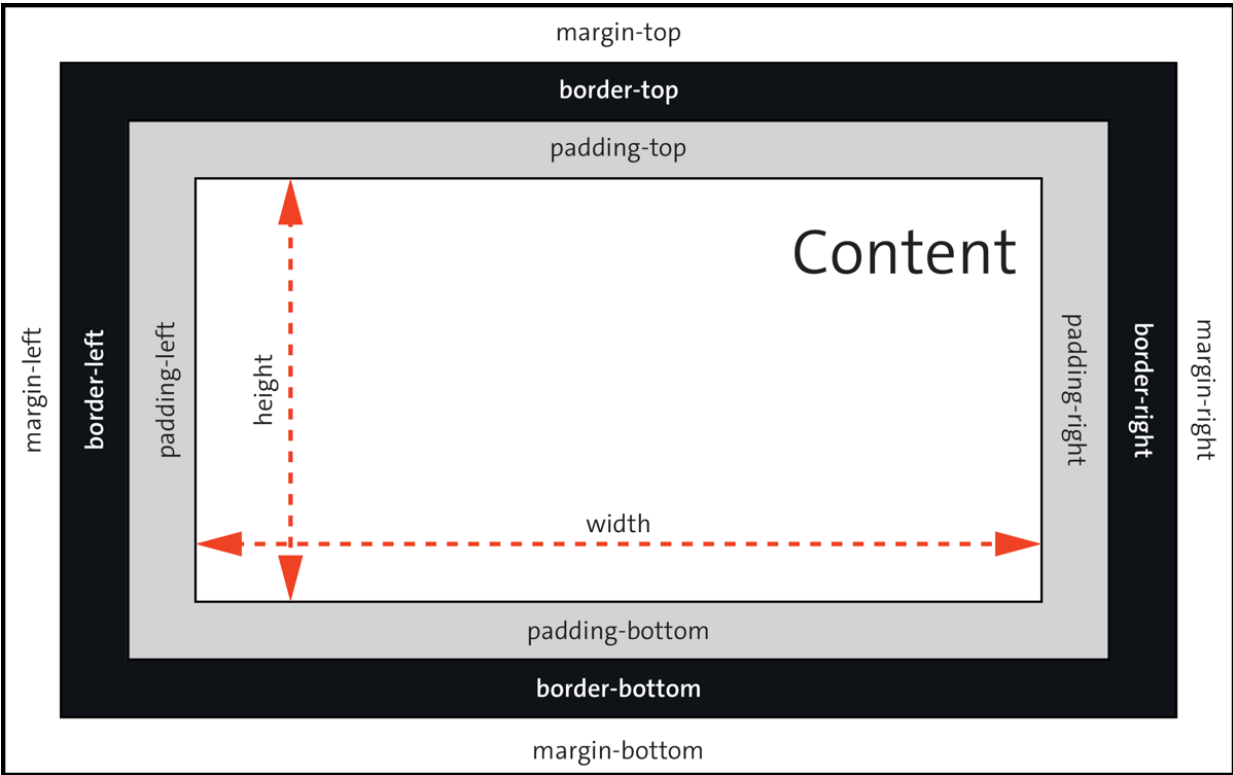 margin-top
border-top
padding-top
Content
margin-left
border-left
padding-left
height
padding-right
border-right
margin-right
width
padding-bottom
border-bottom
margin-bottom